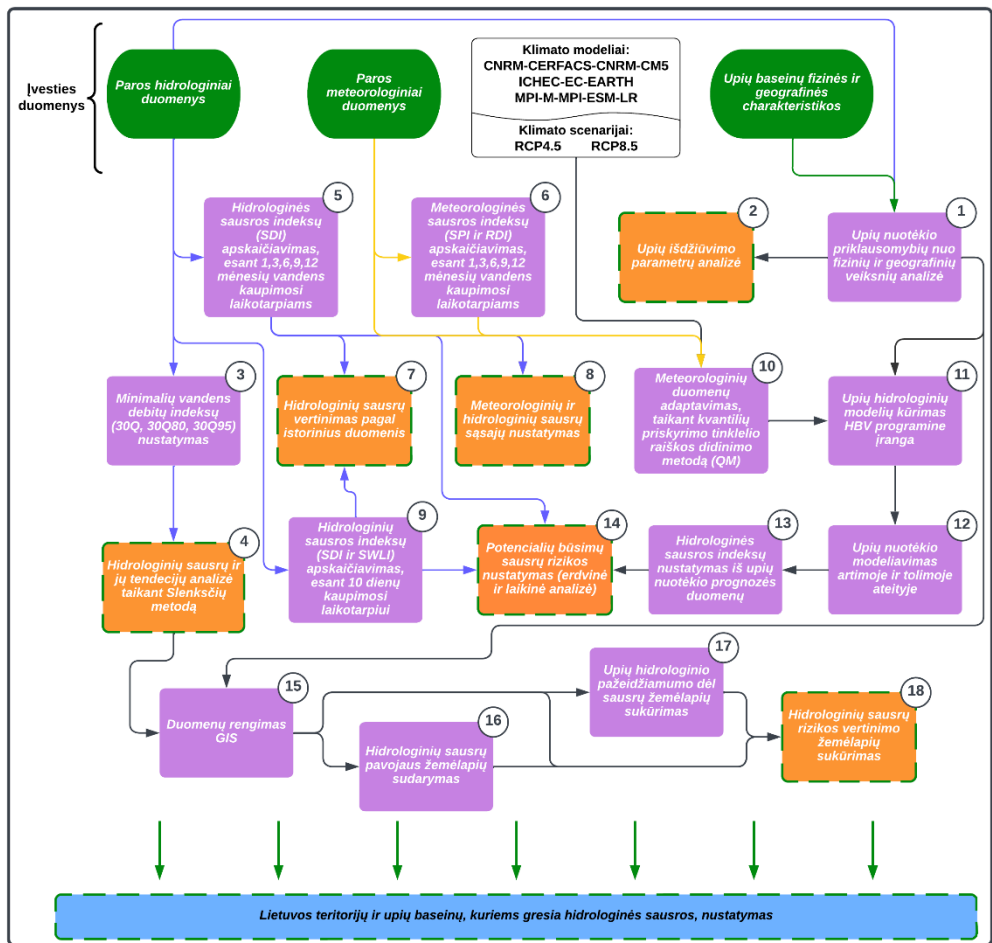 Įvesties
duomenys
Paros hidrologiniai
duomenys
Paros
meteorologiniai
duomenys
Klimato modeliai:
CNRM-CERFACS-CNRM-CM5
ICHEC-EC-EARTH
MPI-M-MPI-ESM-LR
Klimato scenarijai:
RCP4.5 RCP8.5
Upių baseinų fizinės ir
geografinės
charakteristikos
5
Hidrologinės
sausros indeksų
(SDI)
apskaičiavimas,
esant 1,3,6,9,12
mėnesių vandens
kaupimosi
laikotarpiams
6
Meteorologinės
sausros indeksų
(SPI ir RDI)
apskaičiavimas,
esant 1,3,6,9,12
mėnesių vandens
kaupimosi
laikotarpiams
2
Upių išdžiūvimo
parametrų analizė
1
Upių nuotėkio
priklausomybių nuo
fizinių ir geografinių
veiksnių analizė
3
Minimalių vandens
debitų indeksų
(30Q, 30Q80, 30Q95)
nustatymas
7
Hidrologinių sausrų
vertinimas pagal
istorinius duomenis
8
Meteorologinių ir
hidrologinių sausrų
sąsajų nustatymas
10
Meteorologinių
duomenų
adaptavimas,
taikant kvantilių
priskyrimo tinklelio
raiškos didinimo
metodą (QM)
11
Upių hidrologinių
modelių kūrimas
HBV programine
įranga
4
Hidrologinių sausrų ir
jų tendecijų analizė
taikant Slenksčių
metodą
9
Hidrologinių
sausros indeksų
(SDI ir SWLI)
apskaičiavimas,
esant 10 dienų
kaupimosi
laikotarpiui
14
Potencialių būsimų
sausrų rizikos
nustatymas (erdvinė
ir laikinė analizė)
13
Hidrologinės
sausros indeksų
nustatymas iš upių
nuotėkio prognozės
duomenų
12
Upių nuotėkio
modeliavimas
artimoje ir tolimoje
ateityje
15
Duomenų rengimas
GIS
16
Hidrologinių sausrų
pavojaus žemėlapių
sudarymas
17
Upių hidrologinio
pažeidžiamumo dėl
sausrų žemėlapių
sukūrimas
18
Hidrologinių sausrų
rizikos vertinimo
žemėlapių
sukūrimas
Lietuvos teritorijų ir upių baseinų, kuriems gresia hidrologinės sausros, nustatymas